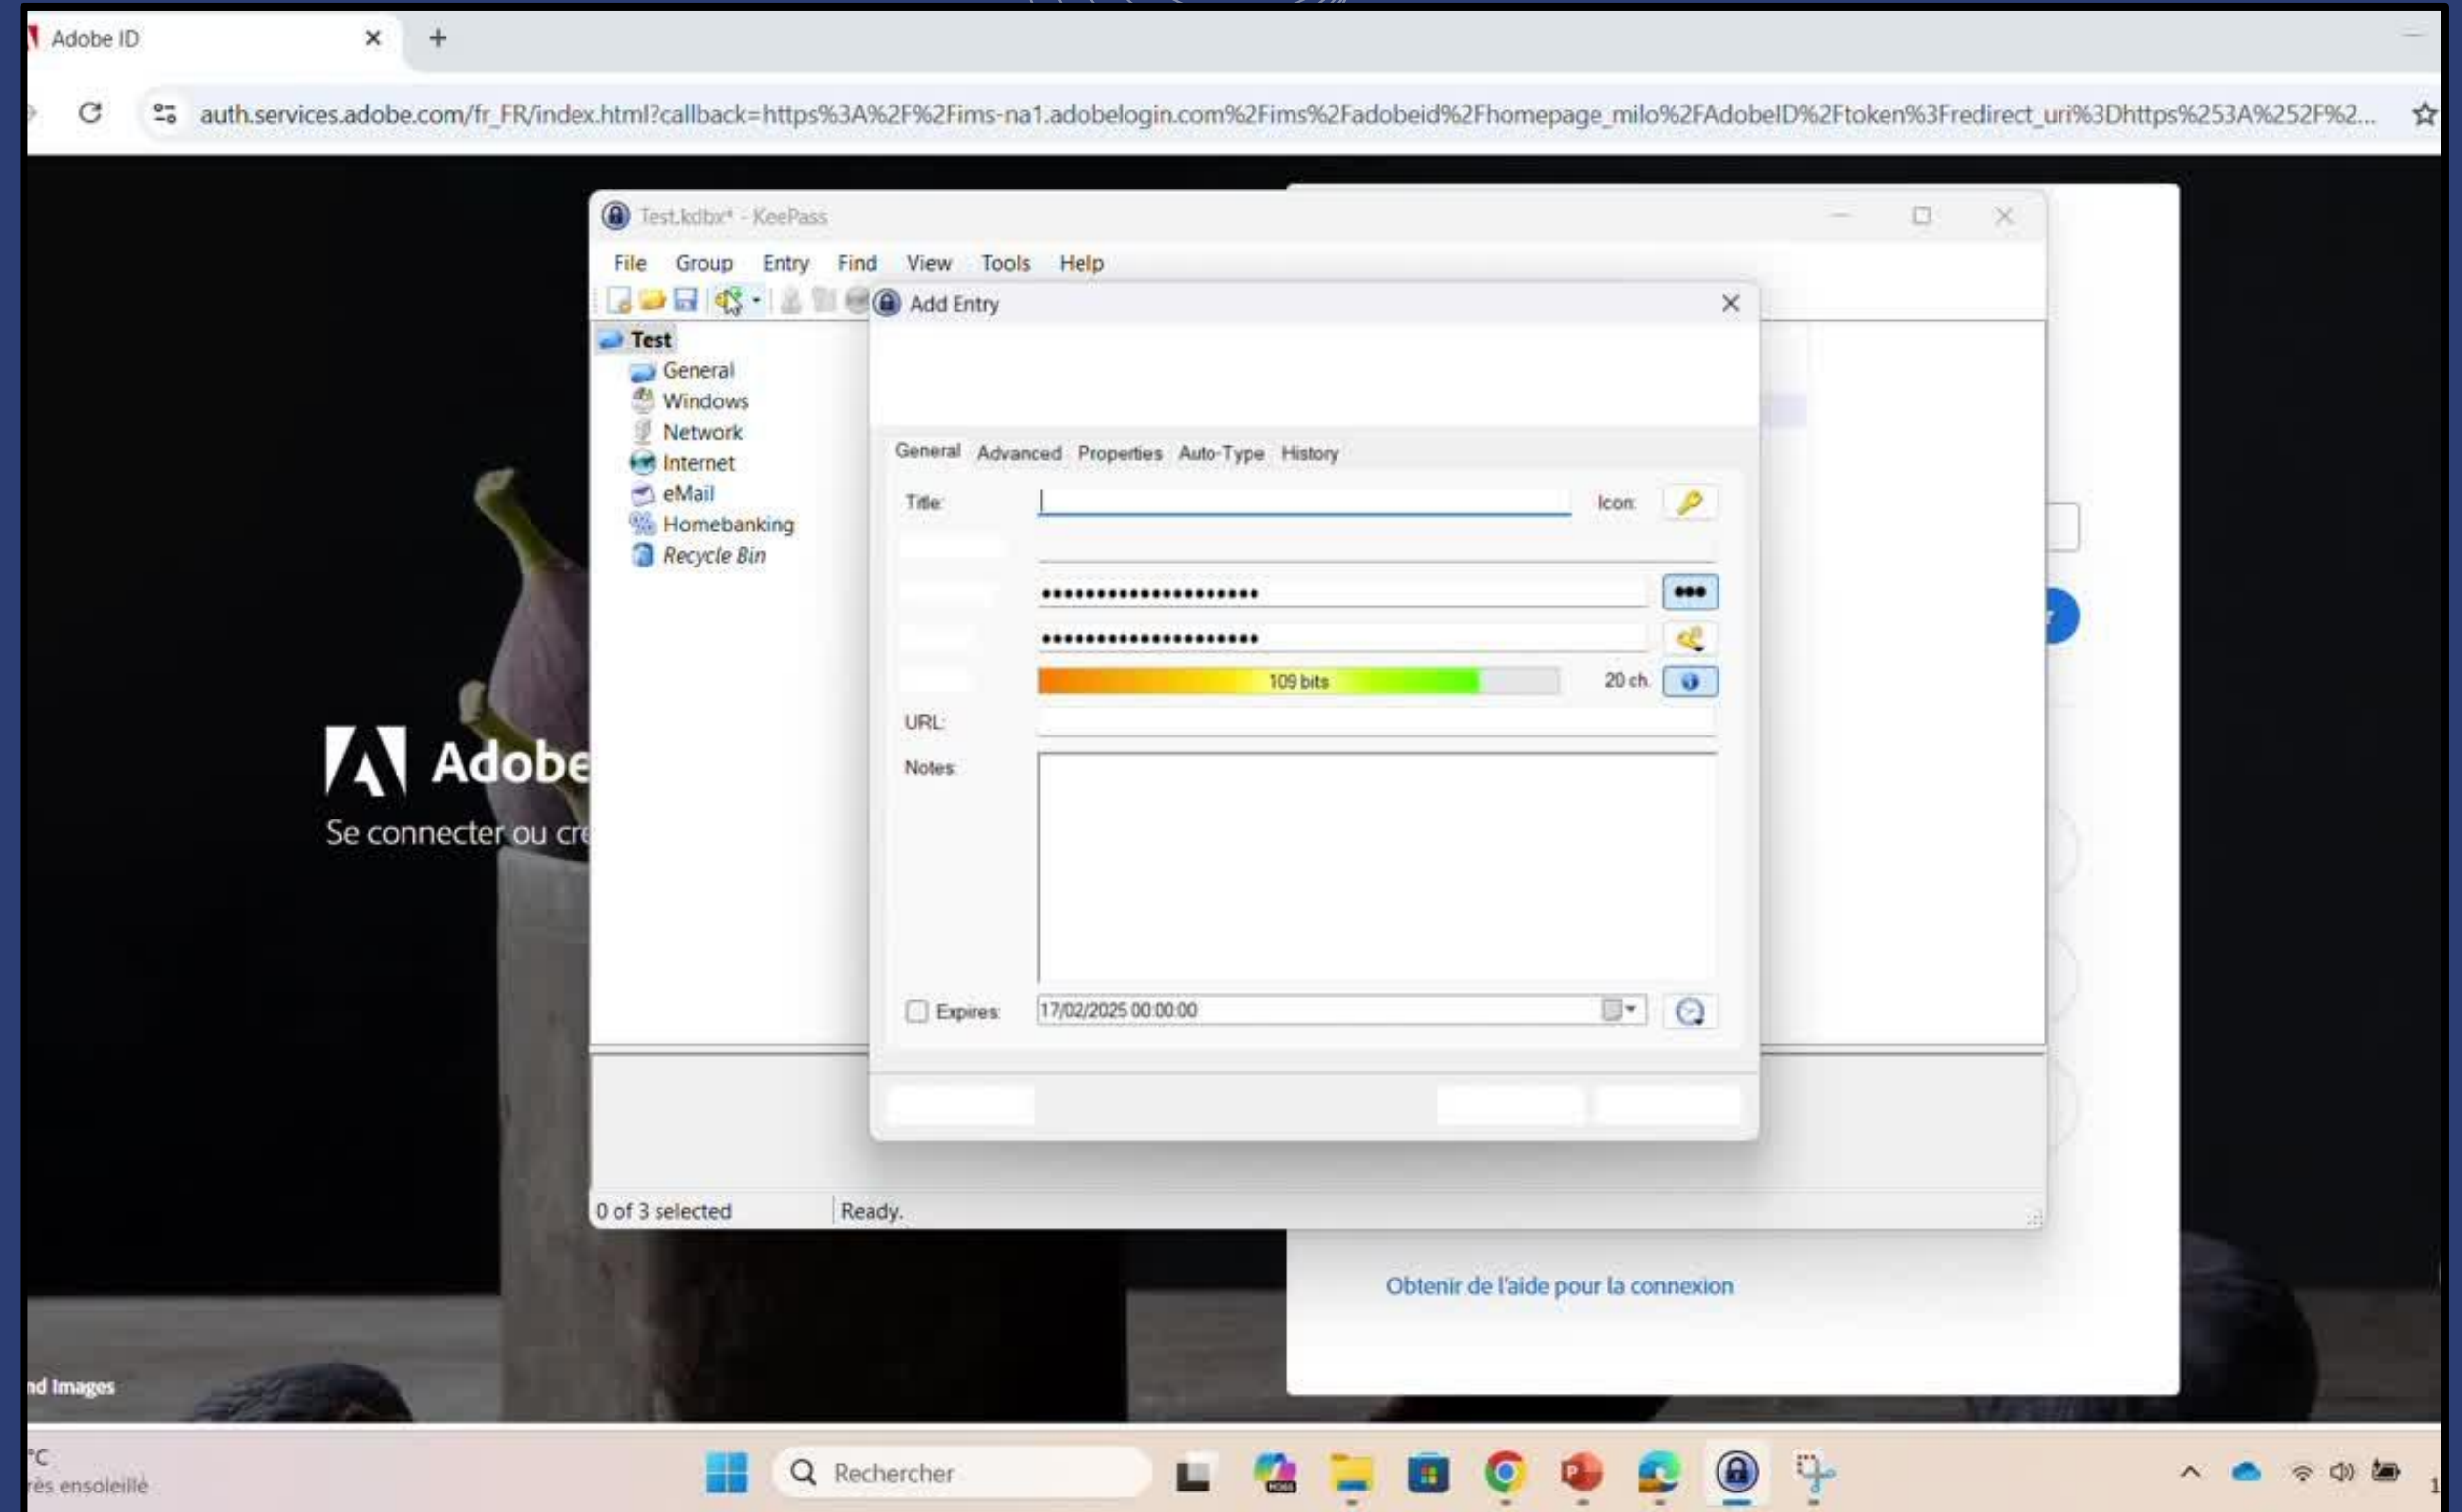 Adobe ID
auth.services.adobe.com/fr_FR/index.html?callback=https%3A%2F%2Fims-na1.adobelogin.com%2Fims%2Fadobeid%2Fhomepage_milo%2FAdobeID%2Ftoken%3Fredirect_uri%3Dhttps%253A%252F%2...
Test.kdbx* - KeePass
File Group Entry Find View Tools Help
Add Entry
Test
General
Windows
Network
Internet
eMail
Homebanking
Recycle Bin
General Advanced Properties Auto-Type History
Title:
Icon:
109 bits
20 ch.
URL:
Notes:
Expires:
17/02/2025 00:00:00
Adobe
Se connecter ou cré
0 of 3 selected
Ready.
Obtenir de l'aide pour la connexion
nd Images
°C
rès ensoleillé
Rechercher